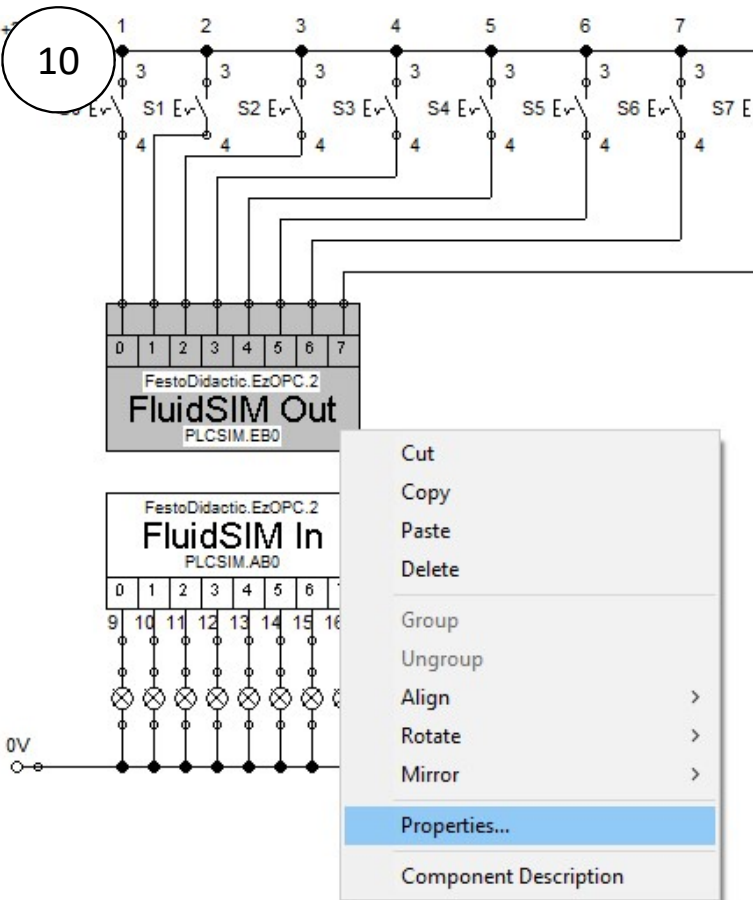 1 2 3 4 5 6 7
10
3 3 3 3 3 3 3
S1 S2 S3 S4 S5 S6 S7
4 4 4 4 4 4 4
0 1 2 3 4 5 6 7
FestoDidactic.EzOPC.2
FluidSIM Out
PLCSIM.EB0
FestoDidactic.EzOPC.2
FluidSIM In
PLCSIM.AB0
0 1 2 3 4 5 6
9 10 11 12 13 14 15 16
0V
Cut
Copy
Paste
Delete
Group
Ungroup
Align
Rotate
Mirror
Properties...
Component Description